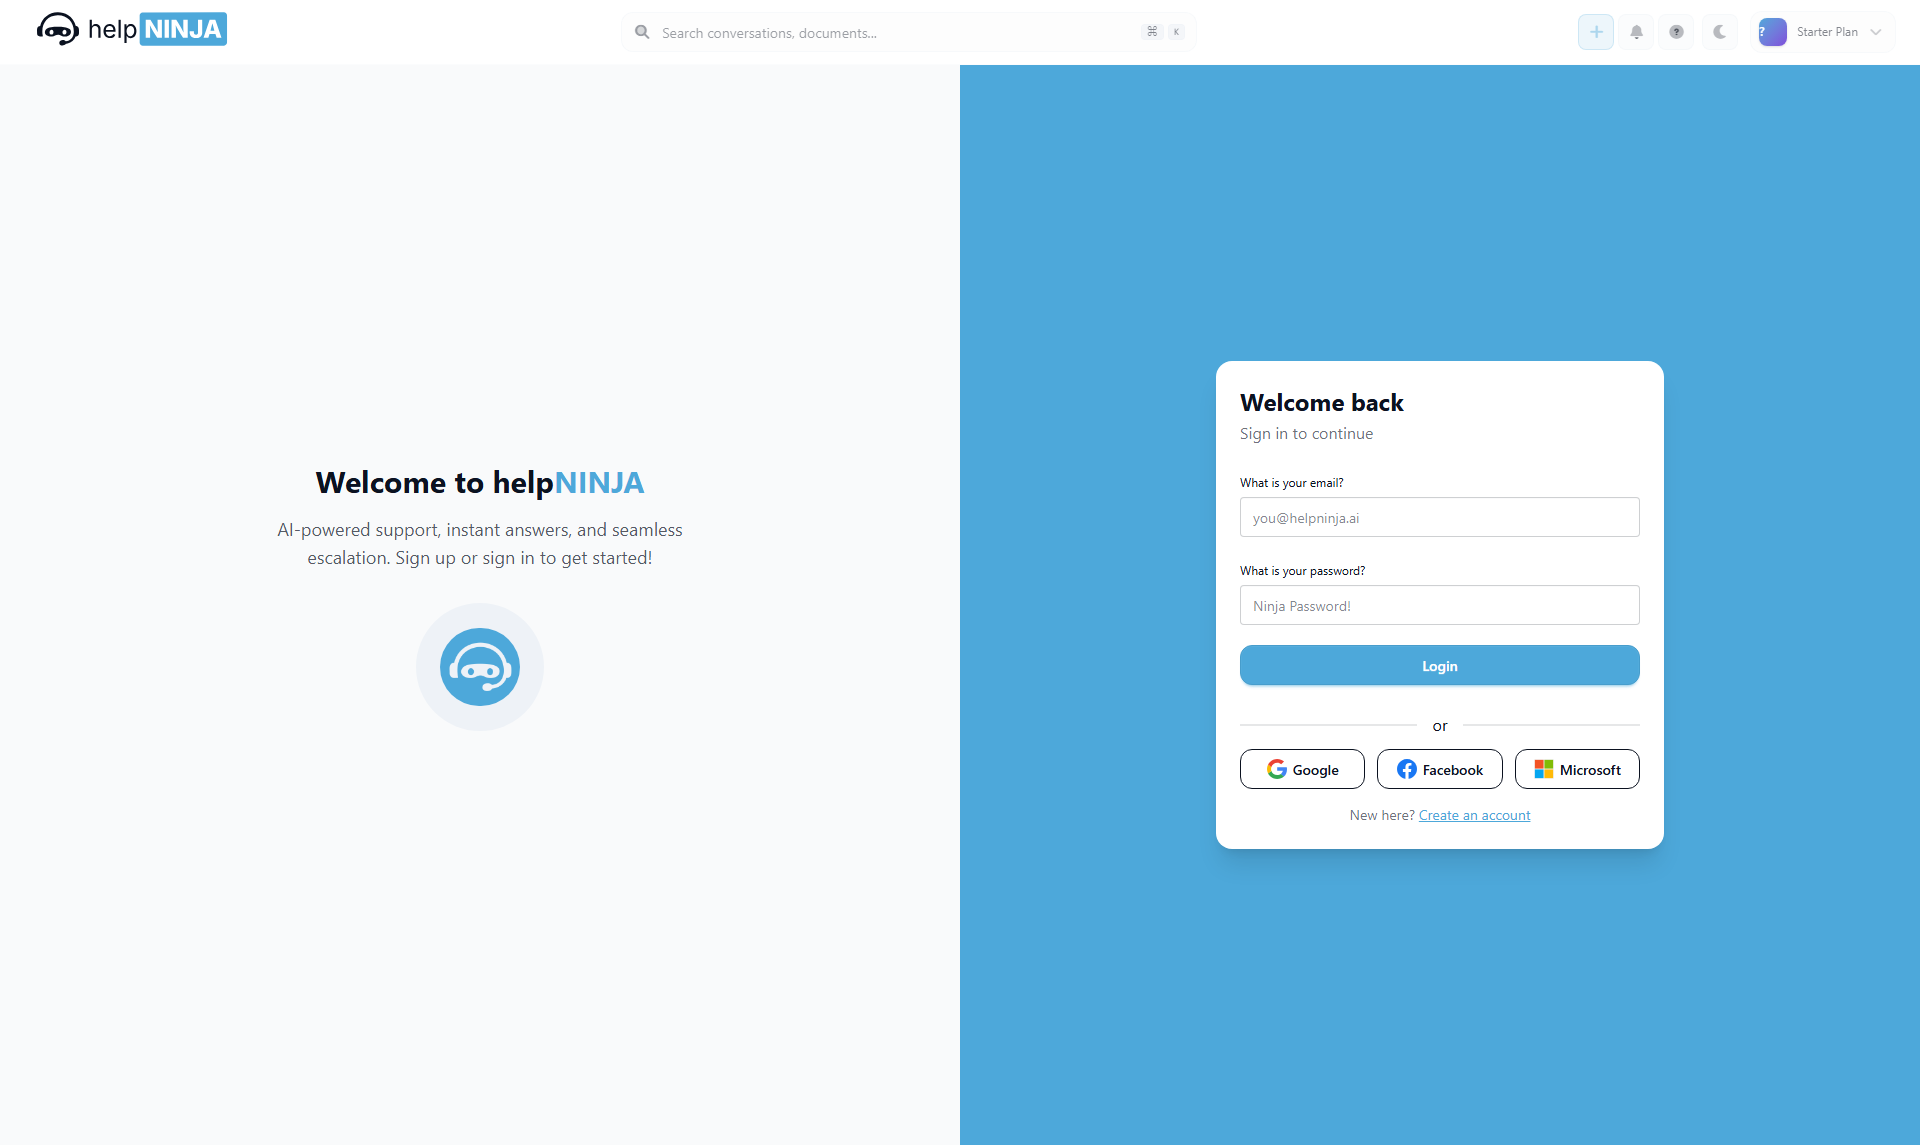 help NINJA
Search conversations, documents...
⌘ K
?
Starter Plan
Welcome to helpNINJA
AI-powered support, instant answers, and seamless
escalation. Sign up or sign in to get started!
Welcome back
Sign in to continue
What is your email?
you@helpninja.ai
What is your password?
Ninja Password!
Login
or
Google
Facebook
Microsoft
New here? Create an account